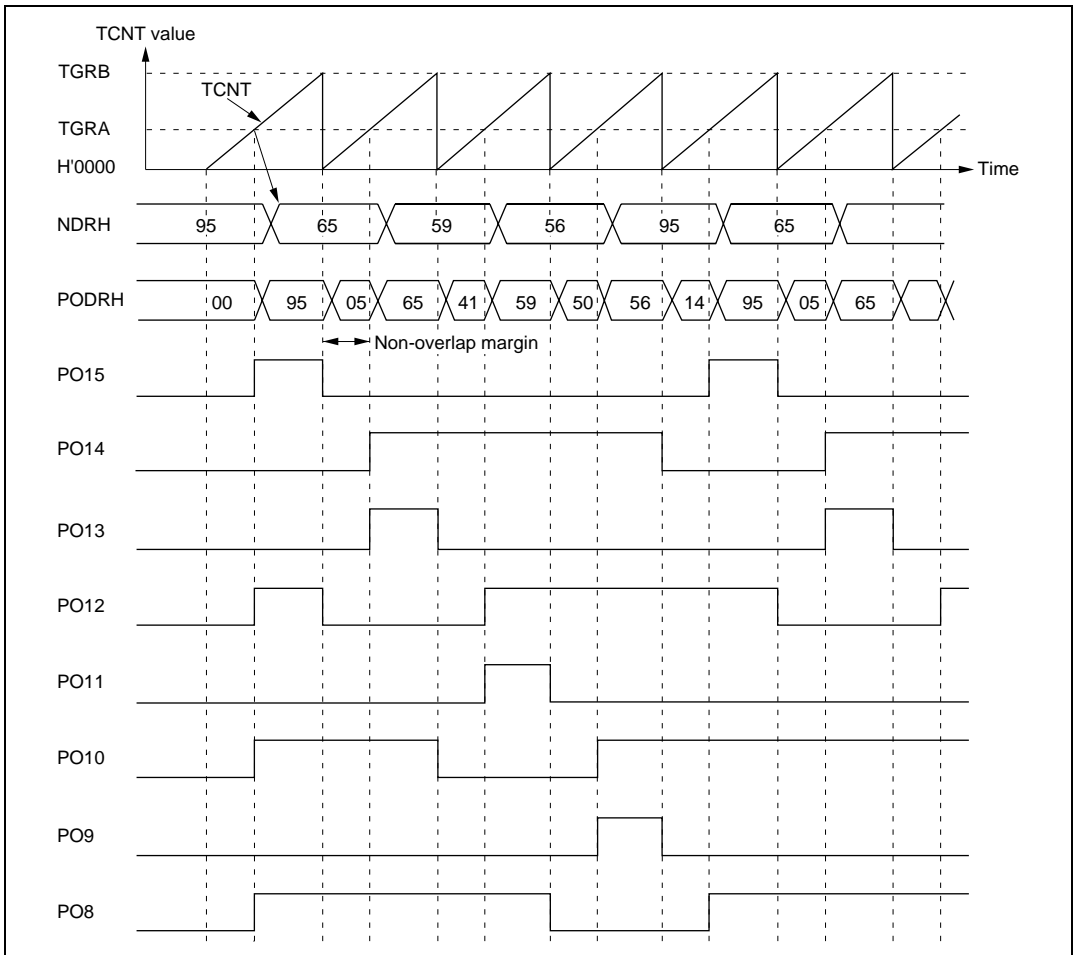 TCNT value
TGRB
TCNT
TGRA
H'0000
Time
NDRH 95 65 59 56 95 65
PODRH 00 95 05 65 41 59 50 56 14 95 05 65
Non-overlap margin
PO15
PO14
PO13
PO12
PO11
PO10
PO9
PO8